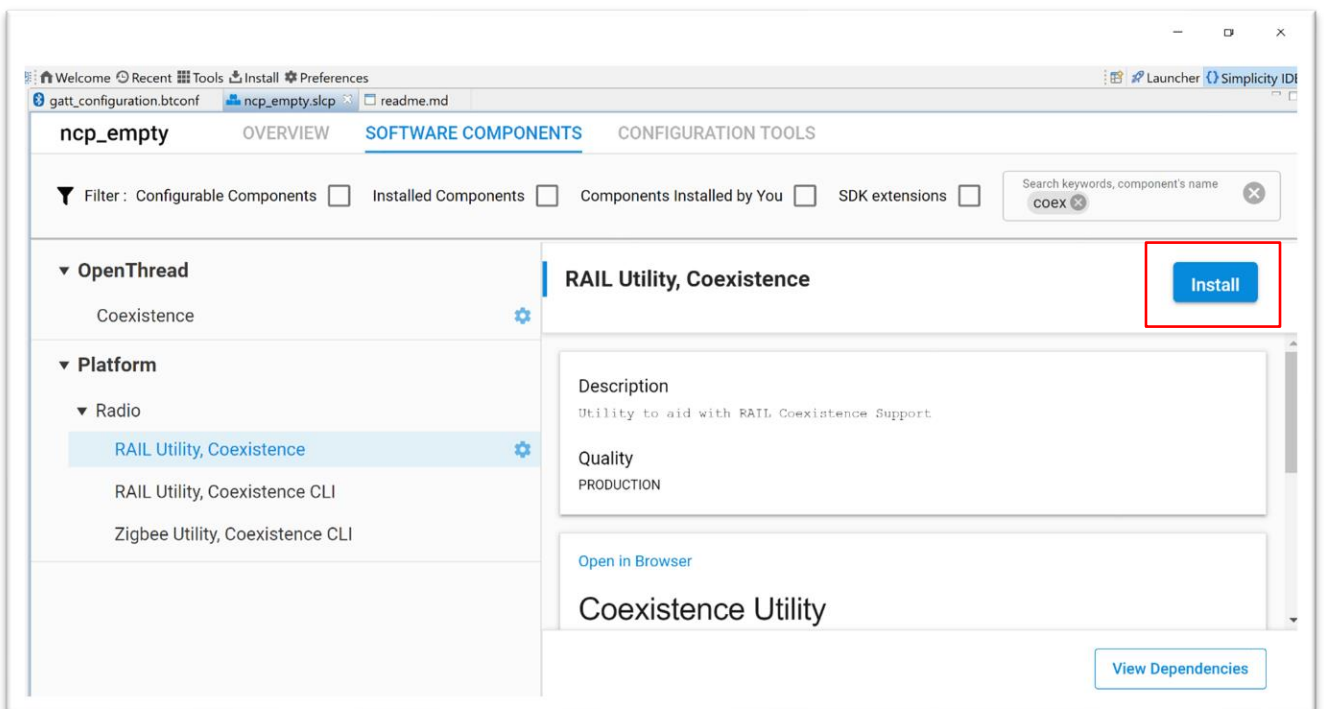 Welcome Recent Tools Install Preferences
Launcher Simplicity IDE
gatt_configuration.btconf ncp_empty.slcp readme.md
ncp_empty OVERVIEW SOFTWARE COMPONENTS CONFIGURATION TOOLS
Filter : Configurable Components Installed Components Components Installed by You SDK extensions
Search keywords, component's name
coex
OpenThread
Coexistence
Platform
Radio
RAIL Utility, Coexistence
RAIL Utility, Coexistence CLI
Zigbee Utility, Coexistence CLI
RAIL Utility, Coexistence
Install
Description
Utility to aid with RAIL Coexistence Support
Quality
PRODUCTION
Open in Browser
Coexistence Utility
View Dependencies